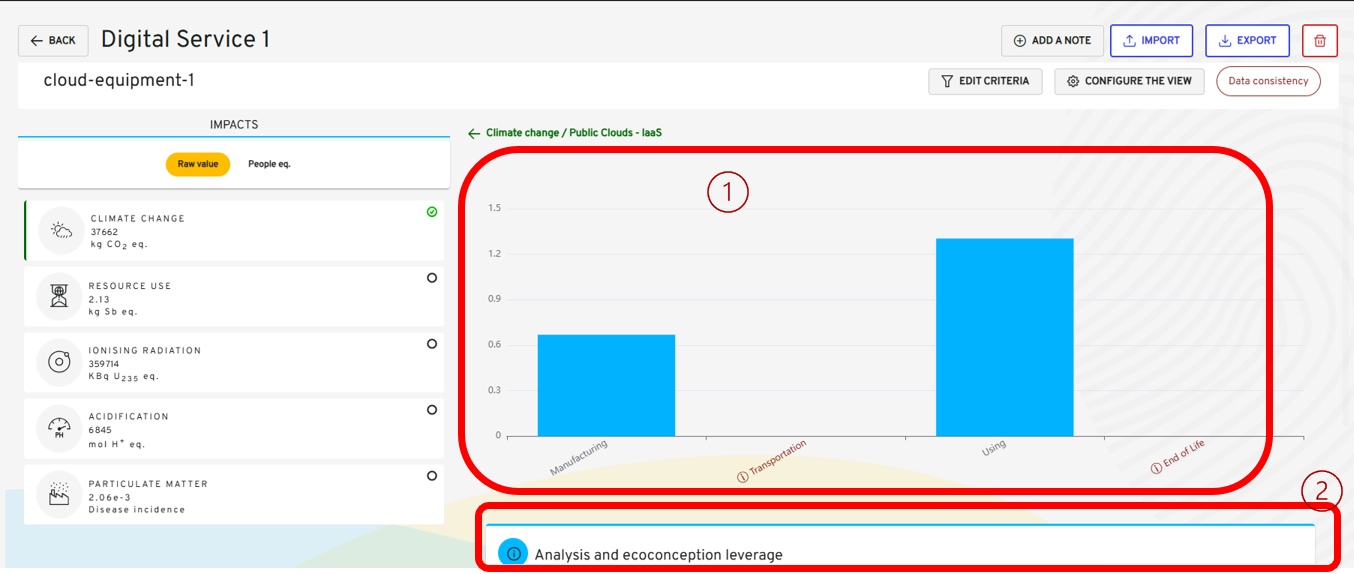 BACK
Digital Service 1
ADD A NOTE
IMPORT
EXPORT
cloud-equipment-1
EDIT CRITERIA
CONFIGURE THE VIEW
Data consistency
IMPACTS
Raw value
People eq.
CLIMATE CHANGE
37662
kg CO₂ eq.
RESOURCE USE
2.13
kg Sb eq.
IONISING RADIATION
359714
KBq U₂₃₅ eq.
PH
ACIDIFICATION
6845
mol H⁺ eq.
PARTICULATE MATTER
2.06e-3
Disease incidence
Climate change / Public Clouds - IaaS
1
1.5
1.2
0.9
0.6
0.3
0
Manufacturing
Transportation
Using
End of Life
2
Analysis and ecoconception leverage